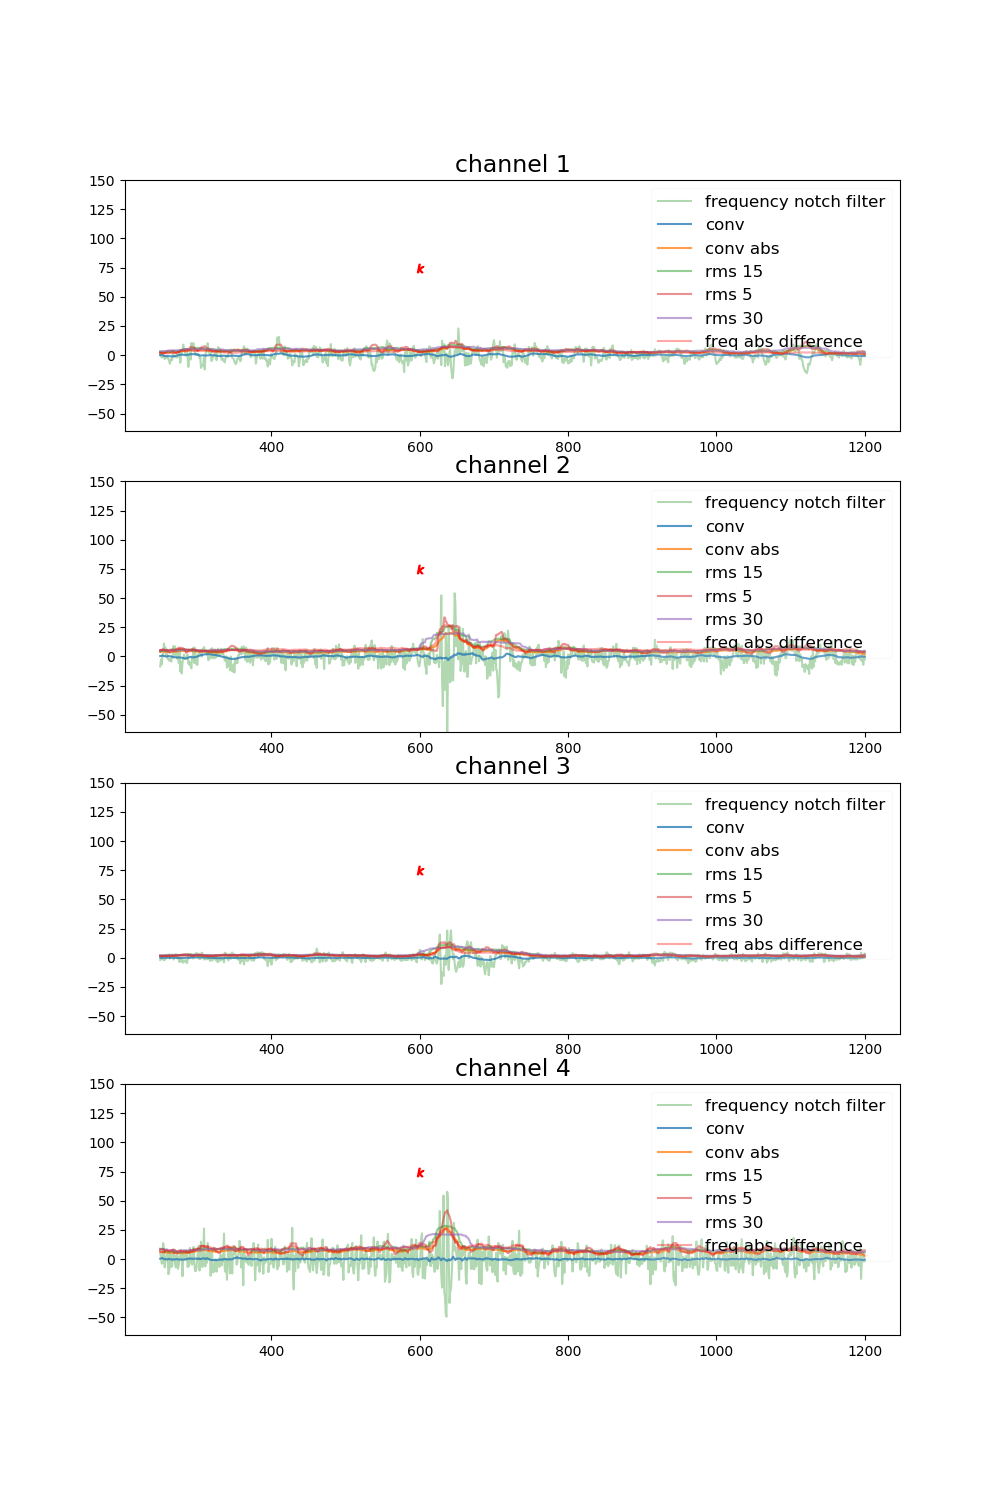 channel 1
150
125
100
75
50
25
0
−25
−50
k
frequency notch filter
conv
conv abs
rms 15
rms 5
rms 30
freq abs difference
400 600 800 1000 1200
channel 2
150
125
100
75
50
25
0
−25
−50
k
frequency notch filter
conv
conv abs
rms 15
rms 5
rms 30
freq abs difference
400 600 800 1000 1200
channel 3
150
125
100
75
50
25
0
−25
−50
k
frequency notch filter
conv
conv abs
rms 15
rms 5
rms 30
freq abs difference
400 600 800 1000 1200
channel 4
150
125
100
75
50
25
0
−25
−50
k
frequency notch filter
conv
conv abs
rms 15
rms 5
rms 30
freq abs difference
400 600 800 1000 1200